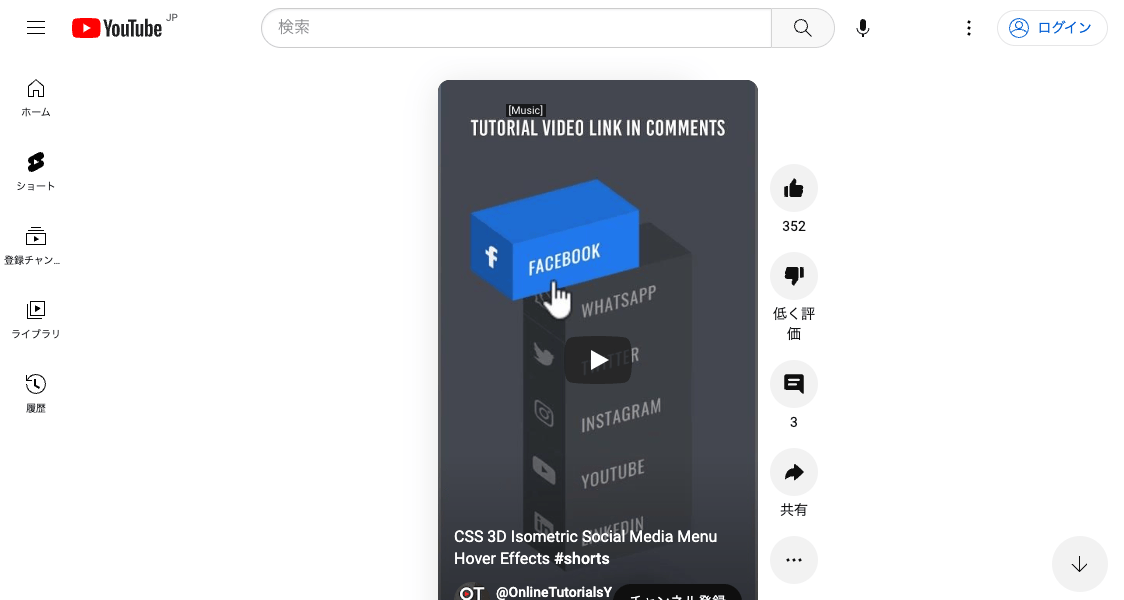 YouTube JP
検索
ログイン
ホーム
ショート
登録チャン...
ライブラリ
履歴
[Music]
TUTORIAL VIDEO LINK IN COMMENTS
FACEBOOK
WHATSAPP
TWITTER
INSTAGRAM
YOUTUBE
LINKEDIN
CSS 3D Isometric Social Media Menu
Hover Effects #shorts
OT
@OnlineTutorialsY
チャンネル登録
352
低く評
価
3
共有